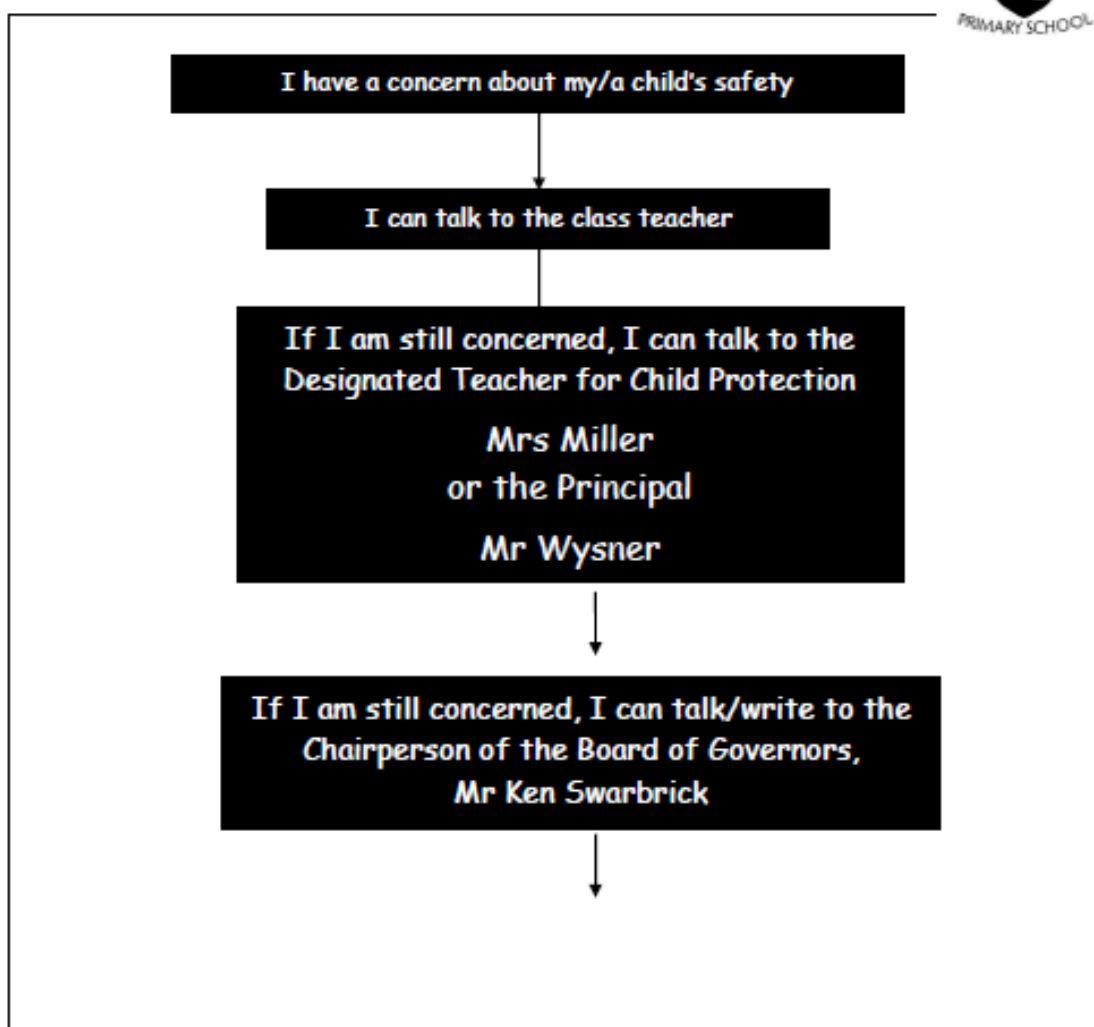 PRIMARY SCHOOL
I have a concern about my/a child's safety
I can talk to the class teacher
If I am still concerned, I can talk to the
Designated Teacher for Child Protection
Mrs Miller
or the Principal
Mr Wysner
If I am still concerned, I can talk/write to the
Chairperson of the Board of Governors,
Mr Ken Swarbrick